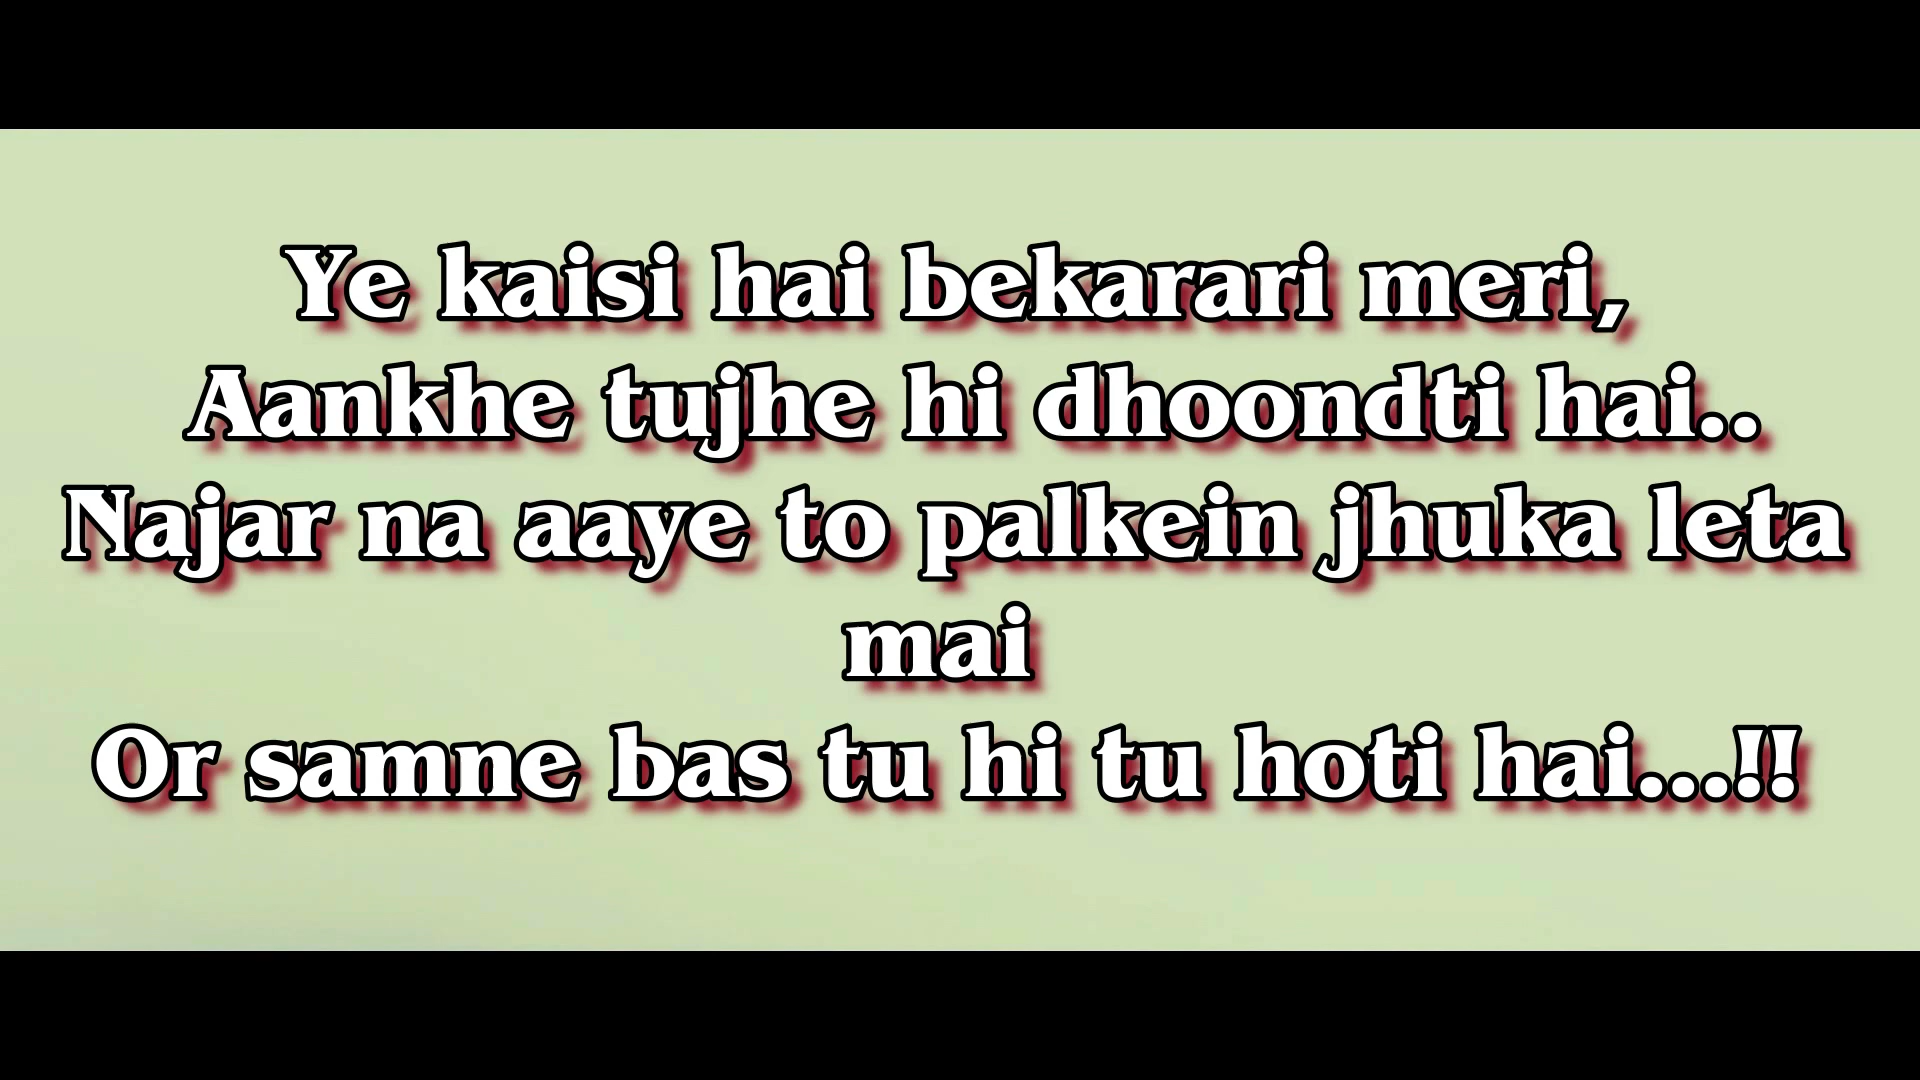 Ye kaisi hai bekarari meri,
Aankhe tujhe hi dhoondti hai..
Najar na aaye to palkein jhuka leta
mai
Or samne bas tu hi tu hoti hai...!!